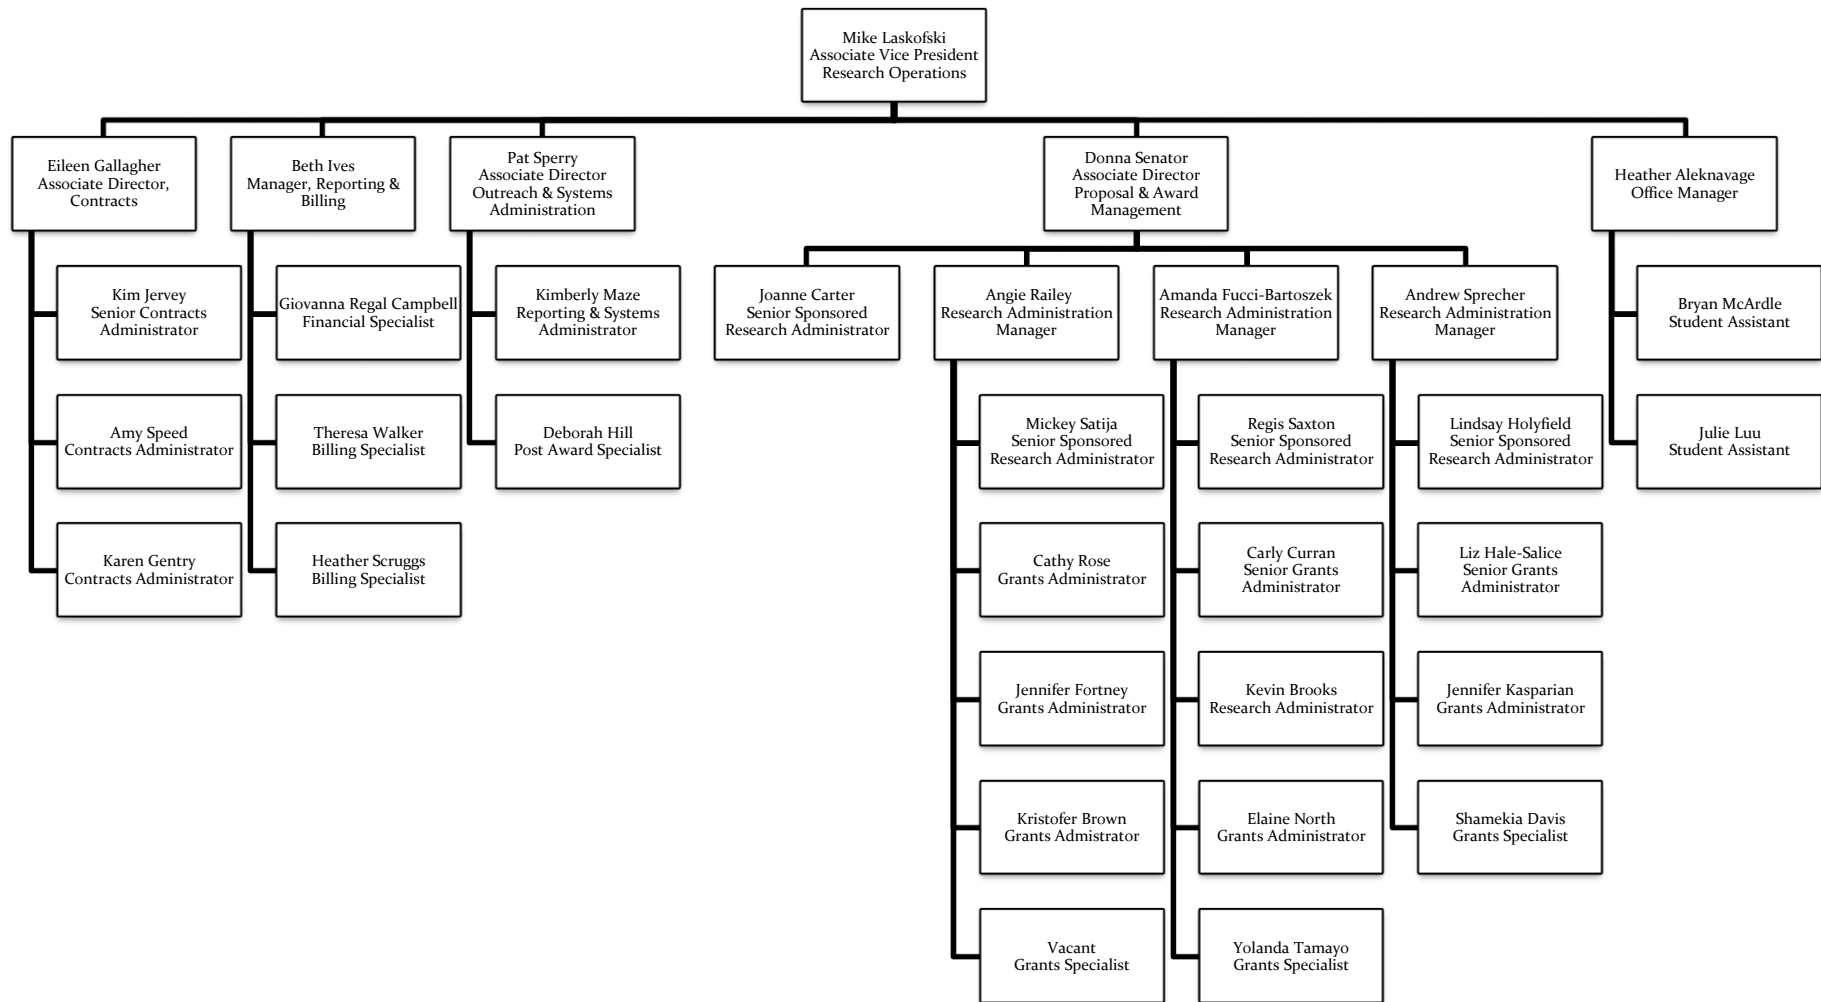 Mike Laskofski
Associate Vice President
Research Operations
Eileen Gallagher
Associate Director,
Contracts
Beth Ives
Manager, Reporting &
Billing
Pat Sperry
Associate Director
Outreach & Systems
Administration
Donna Senator
Associate Director
Proposal & Award
Management
Heather Aleknavage
Office Manager
Kim Jervey
Senior Contracts
Administrator
Giovanna Regal Campbell
Financial Specialist
Kimberly Maze
Reporting & Systems
Administrator
Joanne Carter
Senior Sponsored
Research Administrator
Angie Railey
Research Administration
Manager
Amanda Fucci-Bartoszek
Research Administration
Manager
Andrew Sprecher
Research Administration
Manager
Bryan McArdle
Student Assistant
Amy Speed
Contracts Administrator
Theresa Walker
Billing Specialist
Deborah Hill
Post Award Specialist
Mickey Satija
Senior Sponsored
Research Administrator
Regis Saxton
Senior Sponsored
Research Administrator
Lindsay Holyfield
Senior Sponsored
Research Administrator
Julie Luu
Student Assistant
Karen Gentry
Contracts Administrator
Heather Scruggs
Billing Specialist
Cathy Rose
Grants Administrator
Carly Curran
Senior Grants
Administrator
Liz Hale-Salice
Senior Grants
Administrator
Jennifer Fortney
Grants Administrator
Kevin Brooks
Research Administrator
Jennifer Kasparian
Grants Administrator
Kristofer Brown
Grants Admistrator
Elaine North
Grants Administrator
Shamekia Davis
Grants Specialist
Vacant
Grants Specialist
Yolanda Tamayo
Grants Specialist